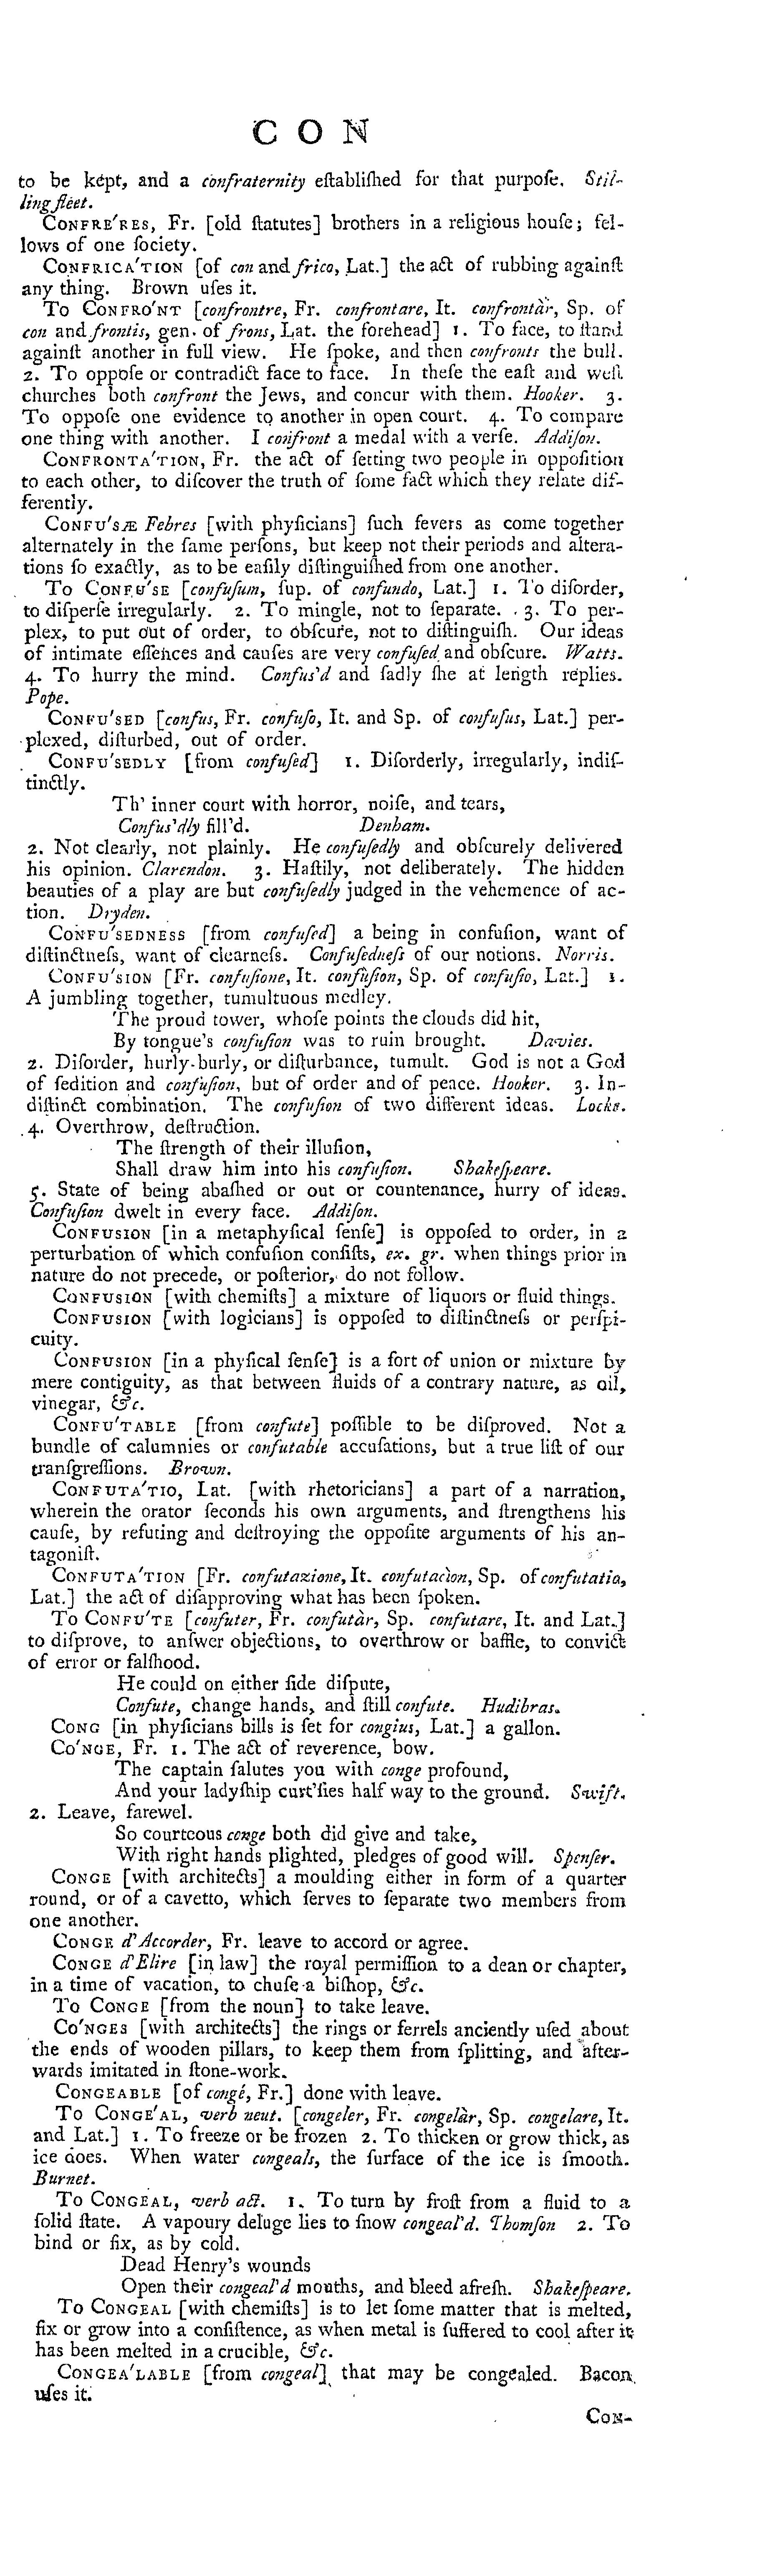 C O N
to be kept, and a confraternity eſtabliſhed for that purpoſe. Stil-
lingfleet.
CONFRE'RES, Fr. [old ſtatutes] brothers in a religious houſe; fel-
lows of one ſociety.
CONFRICA'TION [of con and frico, Lat.] the act of rubbing againſt
any thing. Brown uſes it.
To CONFRO'NT [confrontre, Fr. confrontare, It. confrontàr, Sp. of
con and frontis, gen. of frons, Lat. the forehead] 1. To face, to ſtand
againſt another in full view. He ſpoke, and then confronts the bull.
2. To oppoſe or contradict face to face. In theſe the eaſt and weſt
churches both confront the Jews, and concur with them. Hooker. 3.
To oppoſe one evidence to another in open court. 4. To compare
one thing with another. I confront a medal with a verſe. Addiſon.
CONFRONTA'TION, Fr. the act of ſetting two people in oppoſition
to each other, to diſcover the truth of ſome fact which they relate diſ-
ferently.
CONFU'SÆ Febres [with phyſicians] ſuch fevers as come together
alternately in the ſame perſons, but keep not their periods and altera-
tions ſo exactly, as to be eaſily diſtinguiſhed from one another.
To CONFU'SE [confuſum, ſup. of confundo, Lat.] 1. To diſorder,
to diſperſe irregularly. 2. To mingle, not to ſeparate. 3. To per-
plex, to put out of order, to obſcure, not to diſtinguiſh. Our ideas
of intimate eſſences and cauſes are very confuſed and obſcure. Watts.
4. To hurry the mind. Confus'd and ſadly ſhe at length replies.
Pope.
CONFU'SED [confus, Fr. confuſo, It. and Sp. of confuſus, Lat.] per-
plexed, diſturbed, out of order.
CONFU'SEDLY [from confuſed] 1. Diſorderly, irregularly, indiſ-
tinctly.
Th' inner court with horror, noiſe, and tears,
Confus'dly fill'd. Denham.
2. Not clearly, not plainly. He confuſedly and obſcurely delivered
his opinion. Clarendon. 3. Haſtily, not deliberately. The hidden
beauties of a play are but confuſedly judged in the vehemence of ac-
tion. Dryden.
CONFU'SEDNESS [from confuſed] a being in confuſion, want of
diſtinctneſs, want of clearneſs. Confuſedneſs of our notions. Norris.
CONFU'SION [Fr. confuſione, It. confuſiòn, Sp. of confuſio, Lat.] 1.
A jumbling together, tumultuous medley.
The proud tower, whoſe points the clouds did hit,
By tongue's confuſion was to ruin brought. Davies.
2. Diſorder, hurly-burly, or diſturbance, tumult. God is not a God
of ſedition and confuſion, but of order and of peace. Hooker. 3. In-
diſtinct combination. The confuſion of two different ideas. Locke.
4. Overthrow, deſtruction.
The ſtrength of their illuſion,
Shall draw him into his confuſion. Shakeſpeare.
5. State of being abaſhed or out or countenance, hurry of ideas.
Confuſion dwelt in every face. Addiſon.
CONFUSION [in a metaphyſical ſenſe] is oppoſed to order, in a
perturbation of which confuſion conſiſts, ex. gr. when things prior in
nature do not precede, or poſterior, do not follow.
CONFUSION [with chemiſts] a mixture of liquors or fluid things.
CONFUSION [with logicians] is oppoſed to diſtinctneſs or perſpi-
cuity.
CONFUSION [in a phyſical ſenſe] is a ſort of union or mixture by
mere contiguity, as that between fluids of a contrary nature, as oil,
vinegar, &c.
CONFU'TABLE [from confute] poſſible to be diſproved. Not a
bundle of calumnies or confutable accuſations, but a true liſt of our
tranſgreſſions. Brown.
CONFUTA'TIO, Lat. [with rhetoricians] a part of a narration,
wherein the orator ſeconds his own arguments, and ſtrengthens his
cauſe, by refuting and deſtroying the oppoſite arguments of his an-
tagoniſt.
CONFUTA'TION [Fr. confutazione, It. confutaciòn, Sp. of confutatio,
Lat.] the act of diſapproving what has been ſpoken.
To CONFU'TE [confuter, Fr. confutàr, Sp. confutare, It. and Lat.]
to diſprove, to anſwer objections, to overthrow or baffle, to convict
of error or falſhood.
He could on either ſide diſpute,
Confute, change hands, and ſtill confute. Hudibras.
CONG [in phyſicians bills is ſet for congius, Lat.] a gallon.
CO'NGE, Fr. 1. The act of reverence, bow.
The captain ſalutes you with conge profound,
And your ladyſhip curt'ſies half way to the ground. Swift.
2. Leave, farewel.
So courteous conge both did give and take,
With right hands plighted, pledges of good will. Spenſer.
CONGE [with architects] a moulding either in form of a quarter
round, or of a cavetto, which ſerves to ſeparate two members from
one another.
CONGE d'Accorder, Fr. leave to accord or agree.
CONGE d'Elire [in law] the royal permiſſion to a dean or chapter,
in a time of vacation, to chuſe a biſhop, &c.
To CONGE [from the noun] to take leave.
CO'NGES [with architects] the rings or ferrels anciently uſed about
the ends of wooden pillars, to keep them from ſplitting, and after-
wards imitated in ſtone-work.
CONGEABLE [of congé, Fr.] done with leave.
To CONGE'AL, verb neut. [congeler, Fr. congelàr, Sp. congelare, It.
and Lat.] 1. To freeze or be frozen 2. To thicken or grow thick, as
ice does. When water congeals, the ſurface of the ice is ſmooth.
Burnet.
To CONGEAL, verb act. 1. To turn by froſt from a fluid to a
ſolid ſtate. A vapoury deluge lies to ſnow congeal'd. Thomſon 2. To
bind or fix, as by cold.
Dead Henry's wounds
Open their congeal'd mouths, and bleed afreſh. Shakeſpeare.
To CONGEAL [with chemiſts] is to let ſome matter that is melted,
fix or grow into a conſiſtence, as when metal is ſuffered to cool after it
has been melted in a crucible, &c.
CONGEA'LABLE [from congeal] that may be congealed. Bacon
uſes it.
CON-